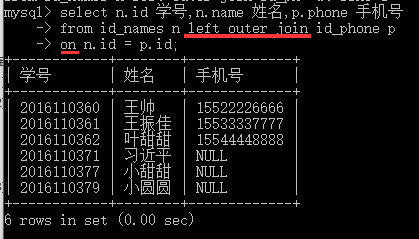 mysql> select n.id 学号,n.name 姓名,p.phone 手机号
-> from id_names n left outer join id_phone p
-> on n.id = p.id;
+------------+--------+-------------+
| 学号 | 姓名 | 手机号 |
+------------+--------+-------------+
| 2016110360 | 王帅 | 15522226666 |
| 2016110361 | 王振佳 | 15533337777 |
| 2016110362 | 叶甜甜 | 15544448888 |
| 2016110371 | 习近平 | NULL |
| 2016110377 | 小甜甜 | NULL |
| 2016110379 | 小圆圆 | NULL |
+------------+--------+-------------+
6 rows in set (0.00 sec)